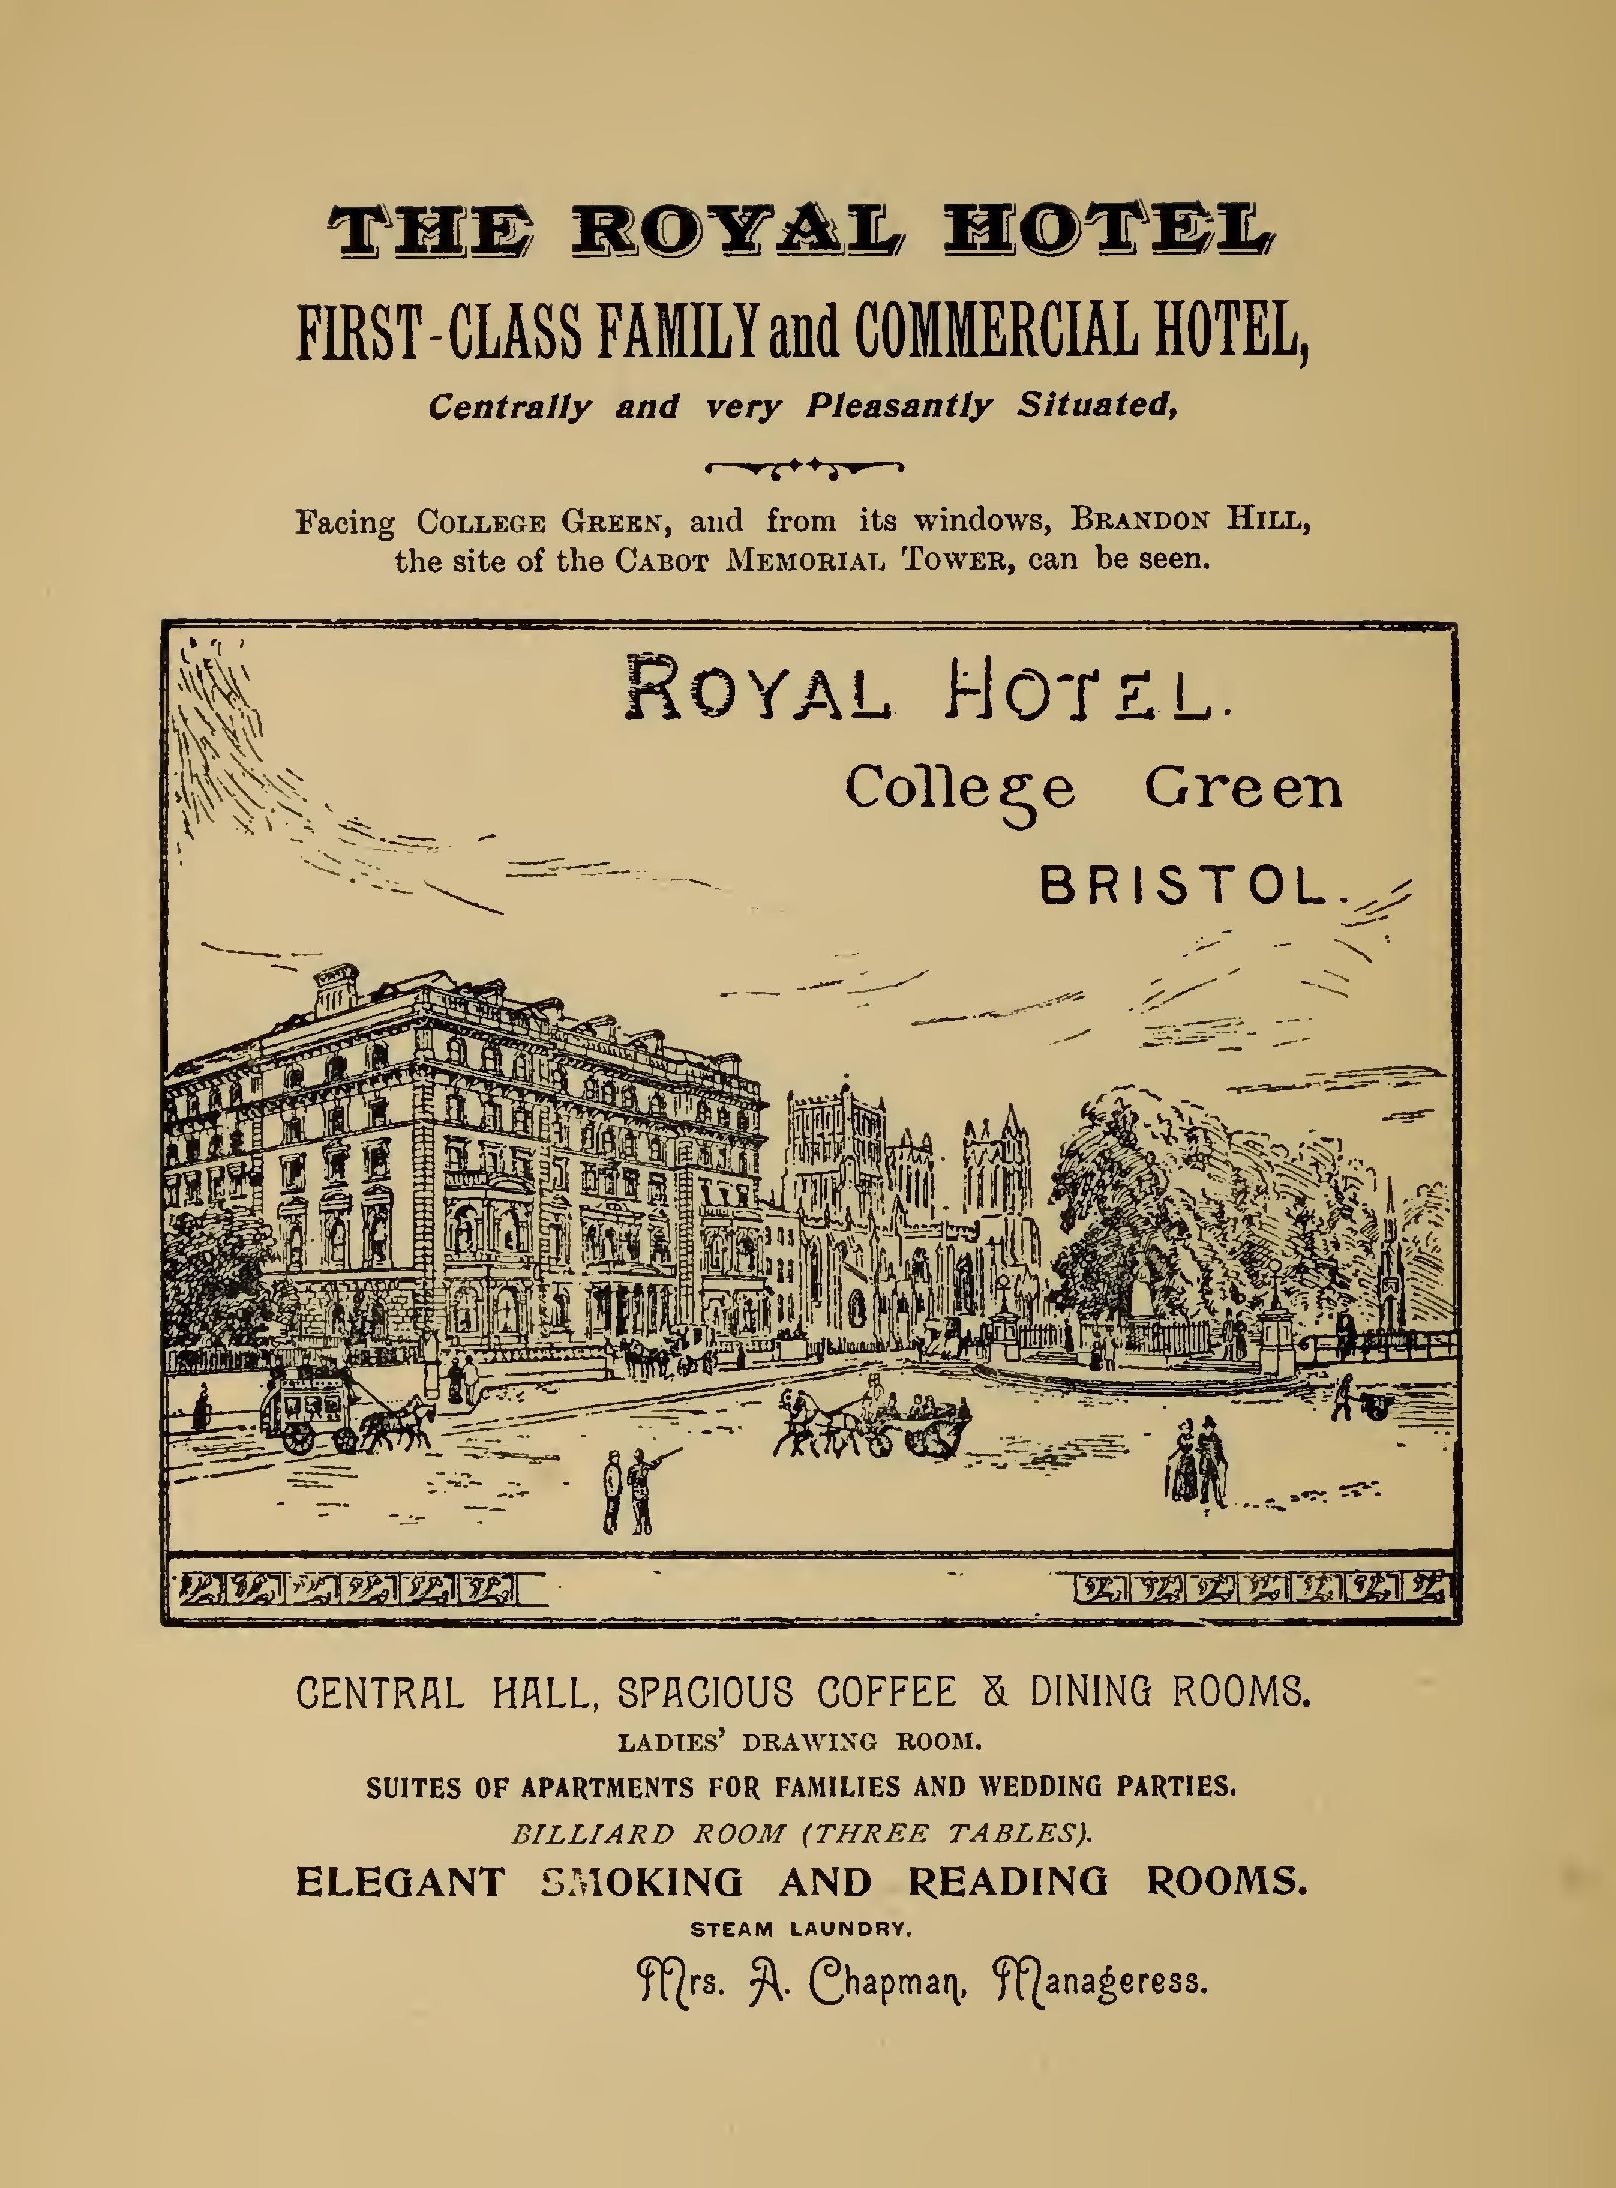 THE ROYAL HOTEL
FIRST-CLASS FAMILY and COMMERCIAL HOTEL,
Centrally and very Pleasantly Situated,
Facing COLLEGE GREEN, and from its windows, BRANDON HILL,
the site of the CABOT MEMORIAL TOWER, can be seen.
ROYAL HOTEL.
College Green
BRISTOL.
CENTRAL HALL, SPACIOUS COFFEE & DINING ROOMS.
LADIES' DRAWING ROOM.
SUITES OF APARTMENTS FOR FAMILIES AND WEDDING PARTIES.
BILLIARD ROOM (THREE TABLES).
ELEGANT SMOKING AND READING ROOMS.
STEAM LAUNDRY.
Mrs. A. Chapman, Manageress.